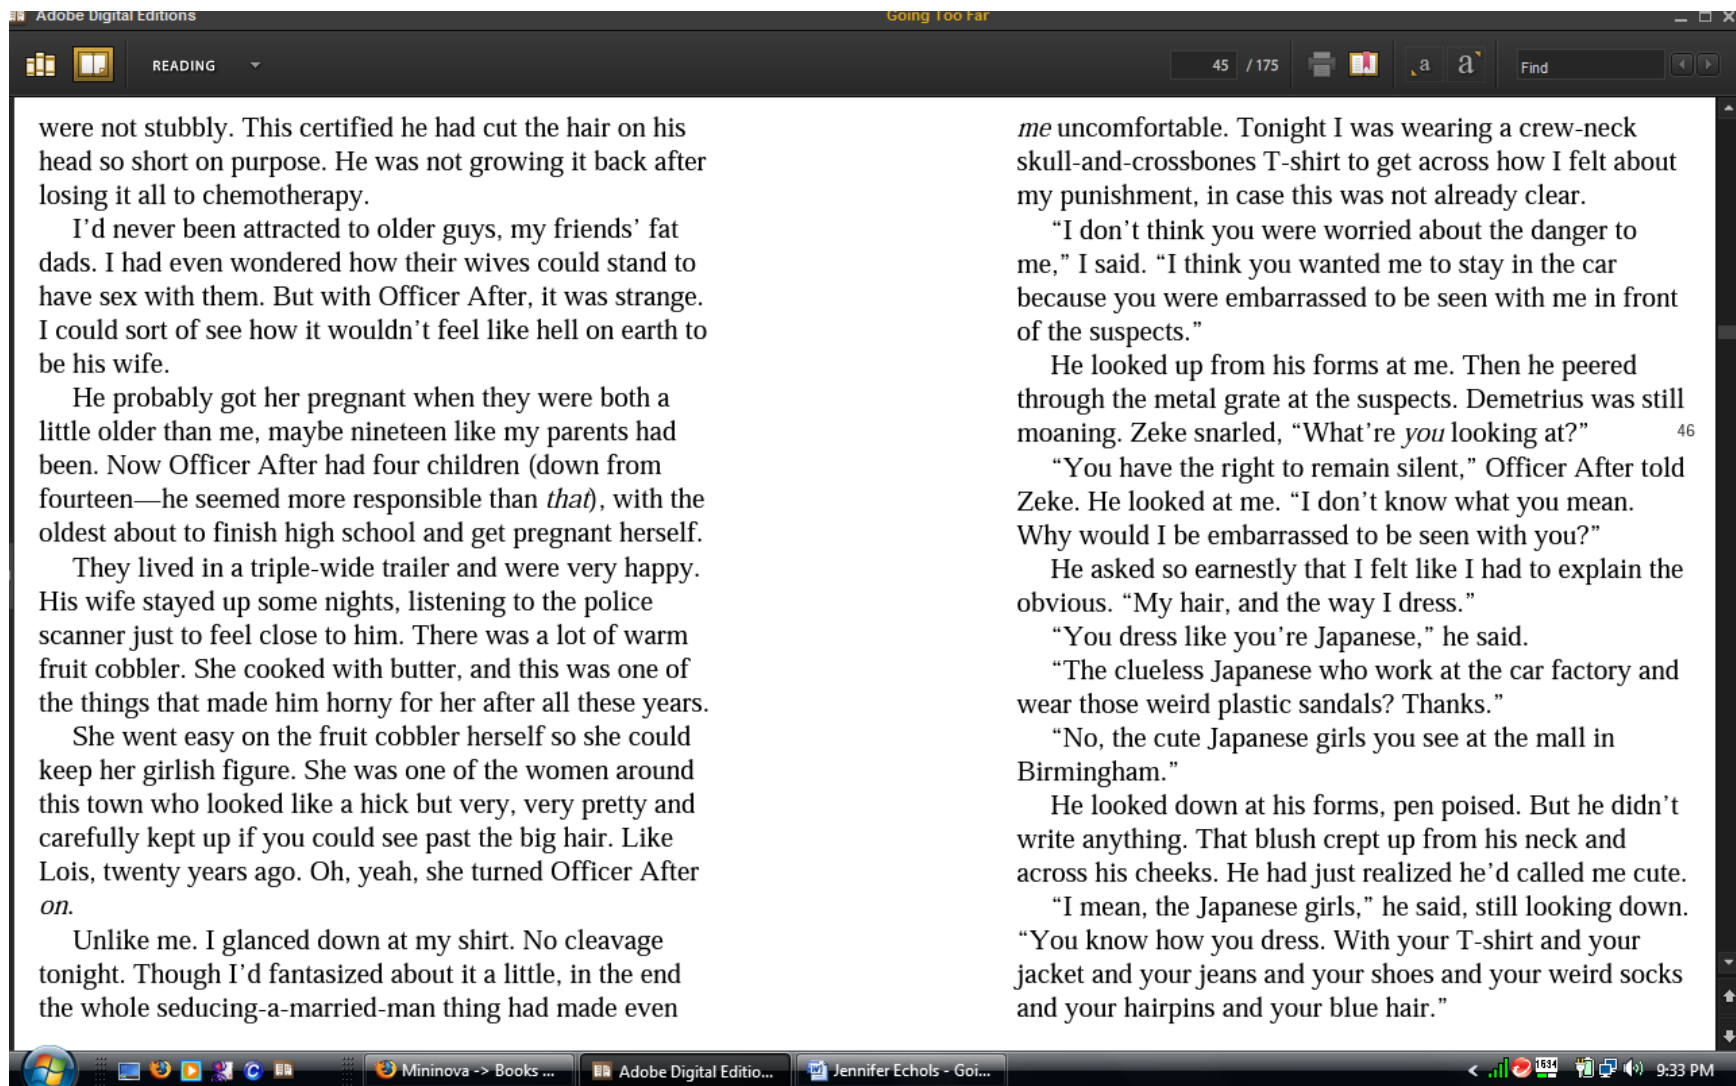 Adobe Digital Editions
Going Too Far
READING
45 / 175
a
a
Find
were not stubbly. This certified he had cut the hair on his
head so short on purpose. He was not growing it back after
losing it all to chemotherapy.
I’d never been attracted to older guys, my friends’ fat
dads. I had even wondered how their wives could stand to
have sex with them. But with Officer After, it was strange.
I could sort of see how it wouldn’t feel like hell on earth to
be his wife.
He probably got her pregnant when they were both a
little older than me, maybe nineteen like my parents had
been. Now Officer After had four children (down from
fourteen—he seemed more responsible than that), with the
oldest about to finish high school and get pregnant herself.
They lived in a triple-wide trailer and were very happy.
His wife stayed up some nights, listening to the police
scanner just to feel close to him. There was a lot of warm
fruit cobbler. She cooked with butter, and this was one of
the things that made him horny for her after all these years.
She went easy on the fruit cobbler herself so she could
keep her girlish figure. She was one of the women around
this town who looked like a hick but very, very pretty and
carefully kept up if you could see past the big hair. Like
Lois, twenty years ago. Oh, yeah, she turned Officer After
on.
Unlike me. I glanced down at my shirt. No cleavage
tonight. Though I’d fantasized about it a little, in the end
the whole seducing-a-married-man thing had made even
me uncomfortable. Tonight I was wearing a crew-neck
skull-and-crossbones T-shirt to get across how I felt about
my punishment, in case this was not already clear.
“I don’t think you were worried about the danger to
me,” I said. “I think you wanted me to stay in the car
because you were embarrassed to be seen with me in front
of the suspects.”
He looked up from his forms at me. Then he peered
through the metal grate at the suspects. Demetrius was still
moaning. Zeke snarled, “What’re you looking at?”
46
“You have the right to remain silent,” Officer After told
Zeke. He looked at me. “I don’t know what you mean.
Why would I be embarrassed to be seen with you?”
He asked so earnestly that I felt like I had to explain the
obvious. “My hair, and the way I dress.”
“You dress like you’re Japanese,” he said.
“The clueless Japanese who work at the car factory and
wear those weird plastic sandals? Thanks.”
“No, the cute Japanese girls you see at the mall in
Birmingham.”
He looked down at his forms, pen poised. But he didn’t
write anything. That blush crept up from his neck and
across his cheeks. He had just realized he’d called me cute.
“I mean, the Japanese girls,” he said, still looking down.
“You know how you dress. With your T-shirt and your
jacket and your jeans and your shoes and your weird socks
and your hairpins and your blue hair.”
Mininova -> Books ...
Adobe Digital Editio...
Jennifer Echols - Goi...
1534
9:33 PM